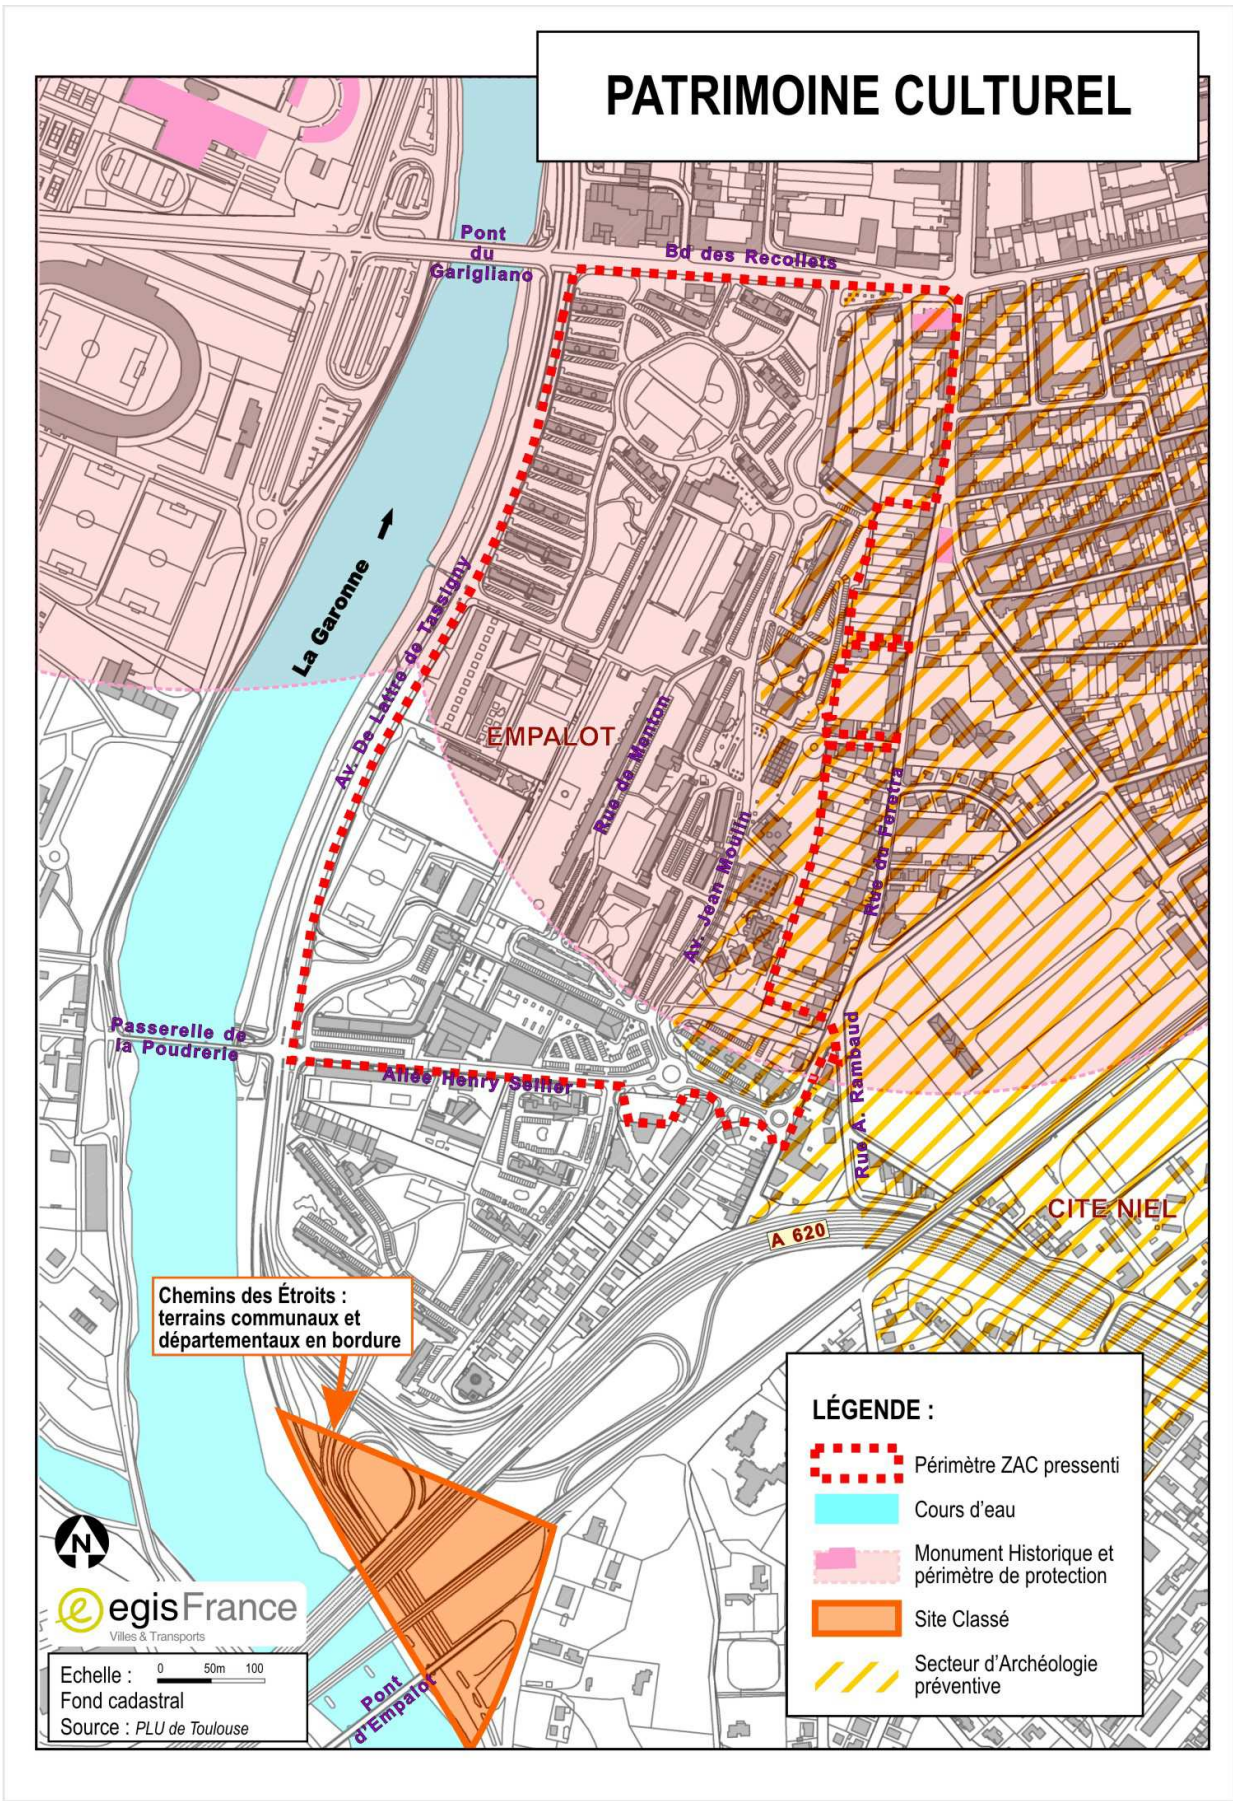 PATRIMOINE CULTUREL
Pont
du
Garigliano
Bd des Recollets
La Garonne
Av. De Lattre de Tassigny
EMPALOT
Rue de Menton
Av. Jean Moulin
Rue du Feretra
Passerelle de
la Poudrerie
Allée Henry Sellier
Rue A. Rambaud
CITE NIEL
A 620
Chemins des Étroits :
terrains communaux et
départementaux en bordure
Pont
d'Empalot
N
egisFrance
Villes & Transports
Echelle : 0 50m 100
Fond cadastral
Source : PLU de Toulouse
LÉGENDE :
Périmètre ZAC pressenti
Cours d'eau
Monument Historique et
périmètre de protection
Site Classé
Secteur d'Archéologie
préventive